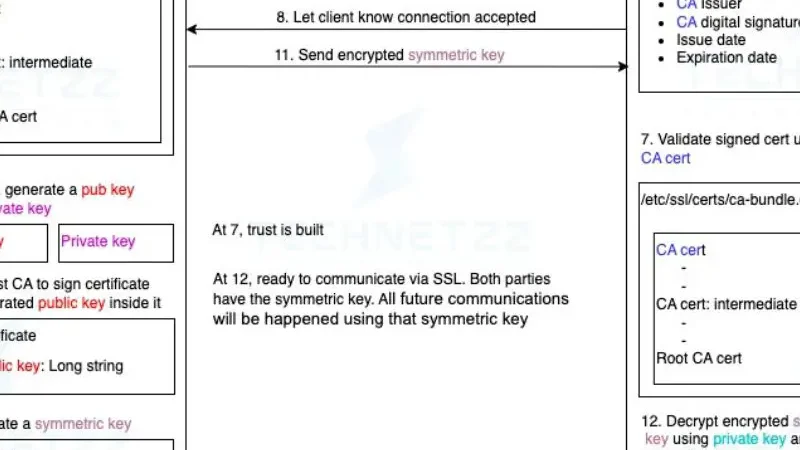 8. Let client know connection accepted
11. Send encrypted symmetric key
: intermediate
A cert
generate a pub key
vate key
Private key
st CA to sign certificate
rated public key inside it
ficate
lic key: Long string
ate a symmetric key
At 7, trust is built
TECHNETZZ
At 12, ready to communicate via SSL. Both parties
have the symmetric key. All future communications
will be happened using that symmetric key
CA issuer
CA digital signature
Issue date
Expiration date
7. Validate signed cert u
CA cert
/etc/ssl/certs/ca-bundle.
CA cert
-
-
CA cert: intermediate
-
-
Root CA cert
12. Decrypt encrypted s
key using private key a